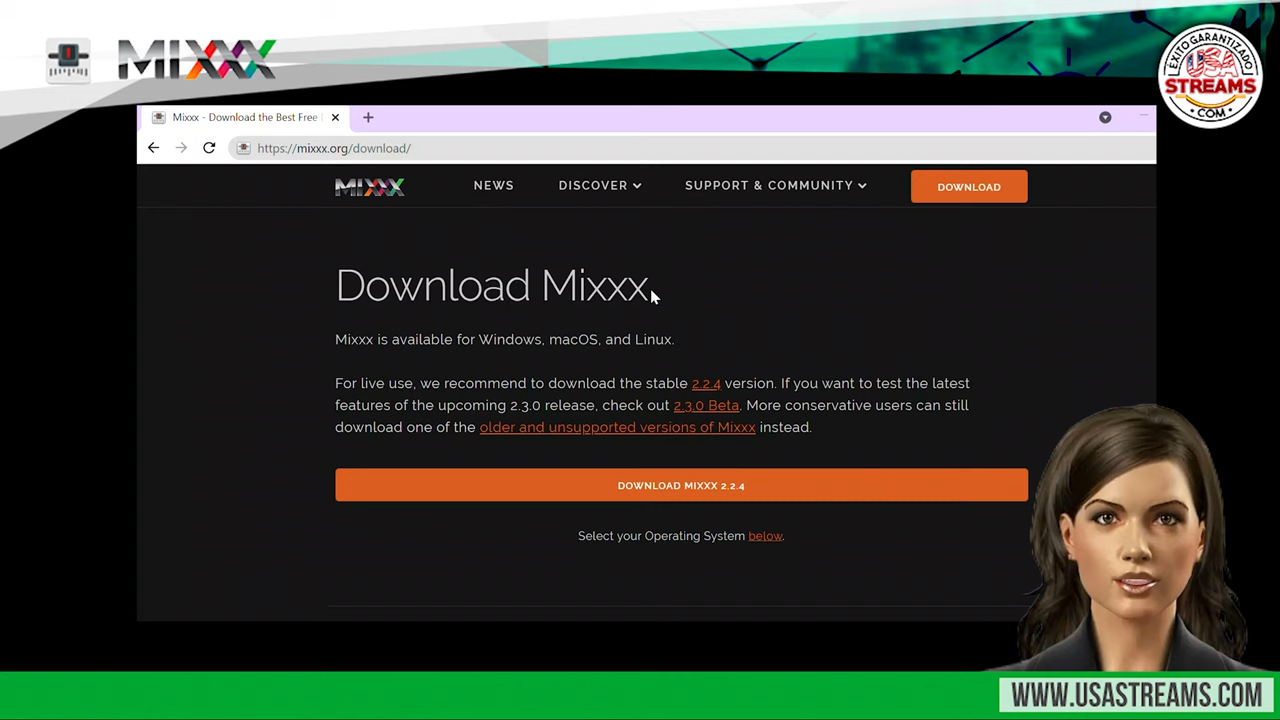 MIXXX
ÉXITO GARANTIZADO
USA
STREAMS
.COM
Mixxx - Download the Best Free
https://mixxx.org/download/
MIXXX
NEWS
DISCOVER
SUPPORT & COMMUNITY
DOWNLOAD
Download Mixxx
Mixxx is available for Windows, macOS, and Linux.
For live use, we recommend to download the stable 2.2.4 version. If you want to test the latest
features of the upcoming 2.3.0 release, check out 2.3.0 Beta. More conservative users can still
download one of the older and unsupported versions of Mixxx instead.
DOWNLOAD MIXXX 2.2.4
Select your Operating System below.
WWW.USASTREAMS.COM